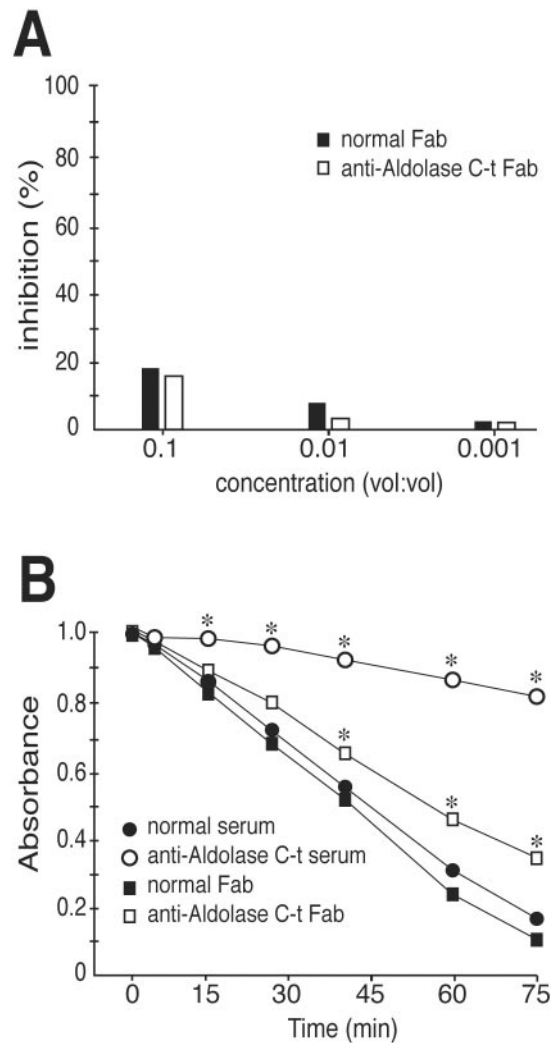 A
100
80
60
40
20
0
inhibition (%)
normal Fab
anti-Aldolase C-t Fab
0.1 0.01 0.001
concentration (vol:vol)
B
1.0
0.8
0.6
0.4
0.2
0
Absorbance
* * * * *
* * *
normal serum
anti-Aldolase C-t serum
normal Fab
anti-Aldolase C-t Fab
0 15 30 45 60 75
Time (min)